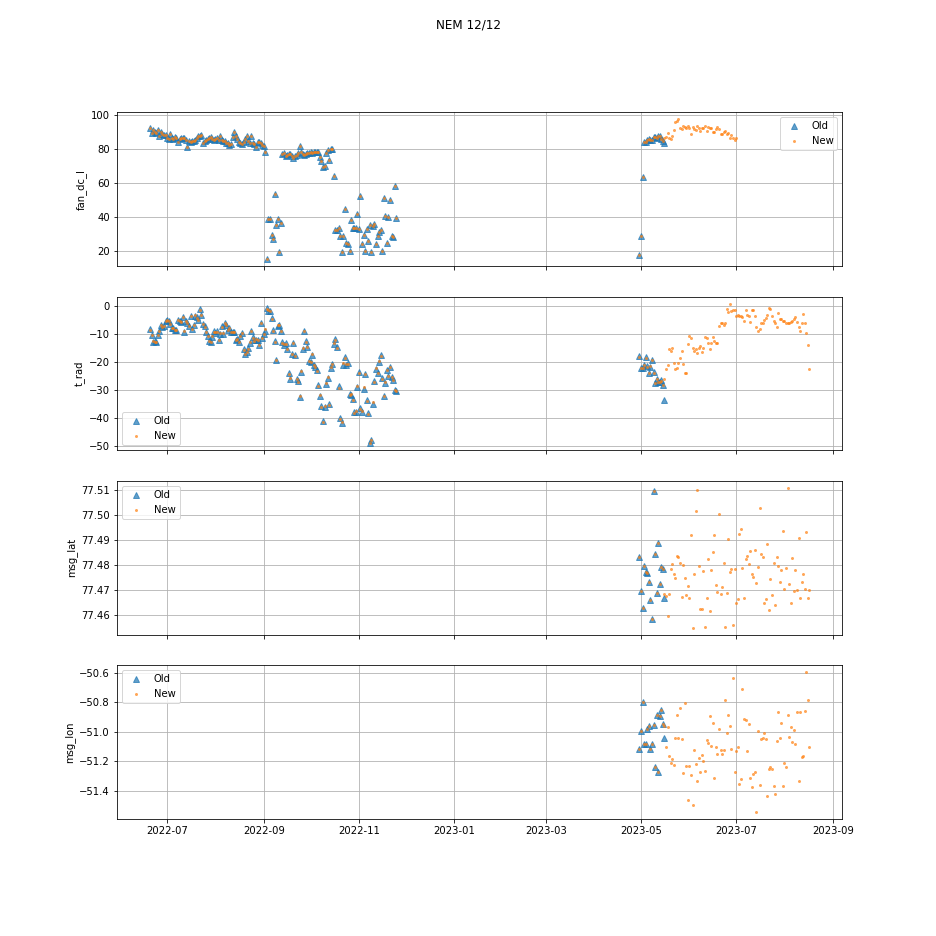 NEM 12/12
100
80
60
40
20
fan_dc_I
Old
New
0
−10
−20
−30
−40
−50
t_rad
Old
New
77.51
77.50
77.49
77.48
77.47
77.46
msg_lat
Old
New
−50.6
−50.8
−51.0
−51.2
−51.4
msg_lon
Old
New
2022-07 2022-09 2022-11 2023-01 2023-03 2023-05 2023-07 2023-09